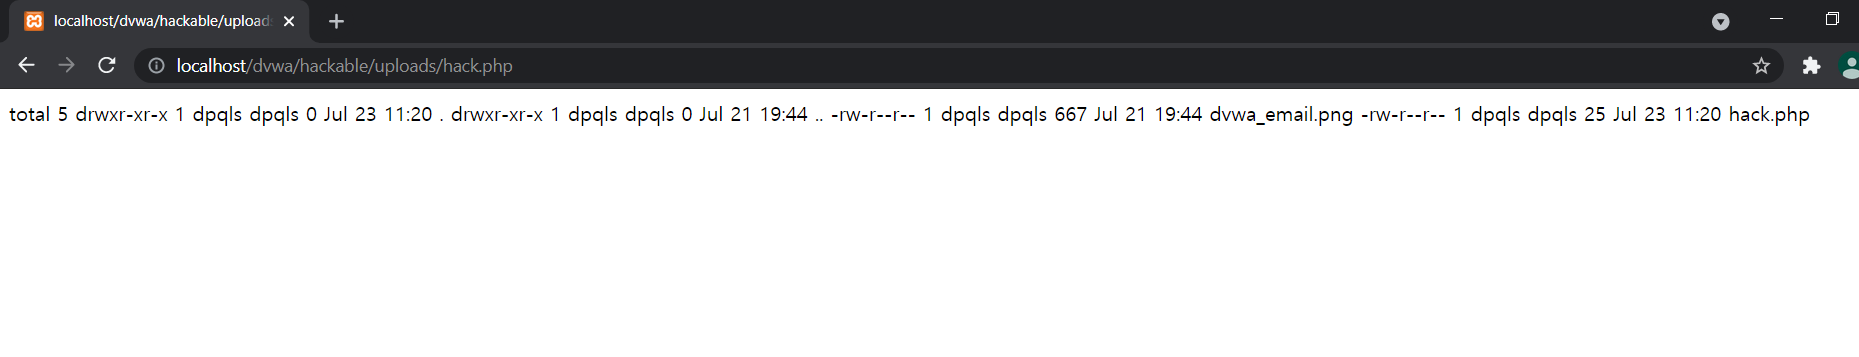 localhost/dvwa/hackable/uploads
localhost/dvwa/hackable/uploads/hack.php
total 5 drwxr-xr-x 1 dpqls dpqls 0 Jul 23 11:20 . drwxr-xr-x 1 dpqls dpqls 0 Jul 21 19:44 .. -rw-r--r-- 1 dpqls dpqls 667 Jul 21 19:44 dvwa_email.png -rw-r--r-- 1 dpqls dpqls 25 Jul 23 11:20 hack.php